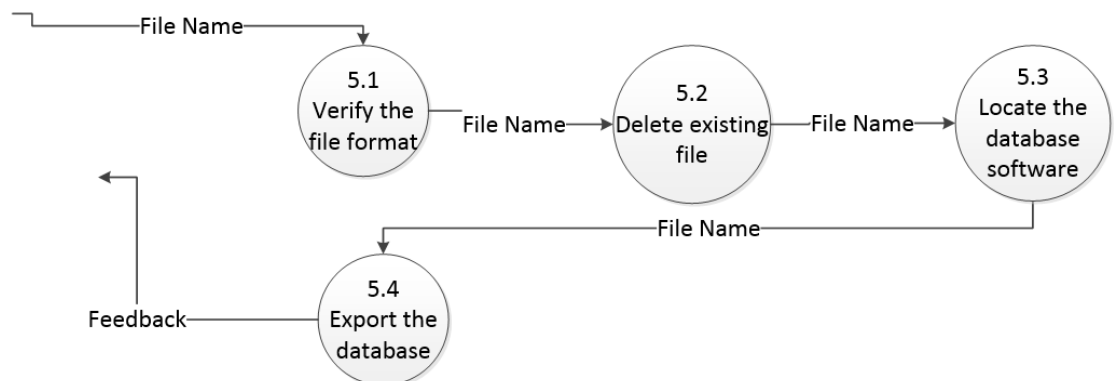 File Name
5.1
Verify the
file format
File Name
5.2
Delete existing
file
File Name
5.3
Locate the
database
software
File Name
5.4
Export the
database
Feedback